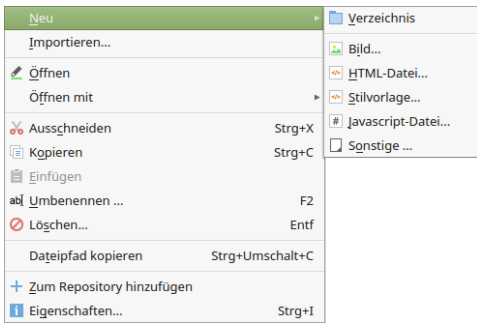 Neu
Importieren...
Öffnen
Öffnen mit
Ausschneiden Strg+X
Kopieren Strg+C
Einfügen
Umbenennen ... F2
Löschen... Entf
Dateipfad kopieren Strg+Umschalt+C
Zum Repository hinzufügen
Eigenschaften... Strg+I
Verzeichnis
Bild...
HTML-Datei...
Stilvorlage...
Javascript-Datei...
Sonstige ...